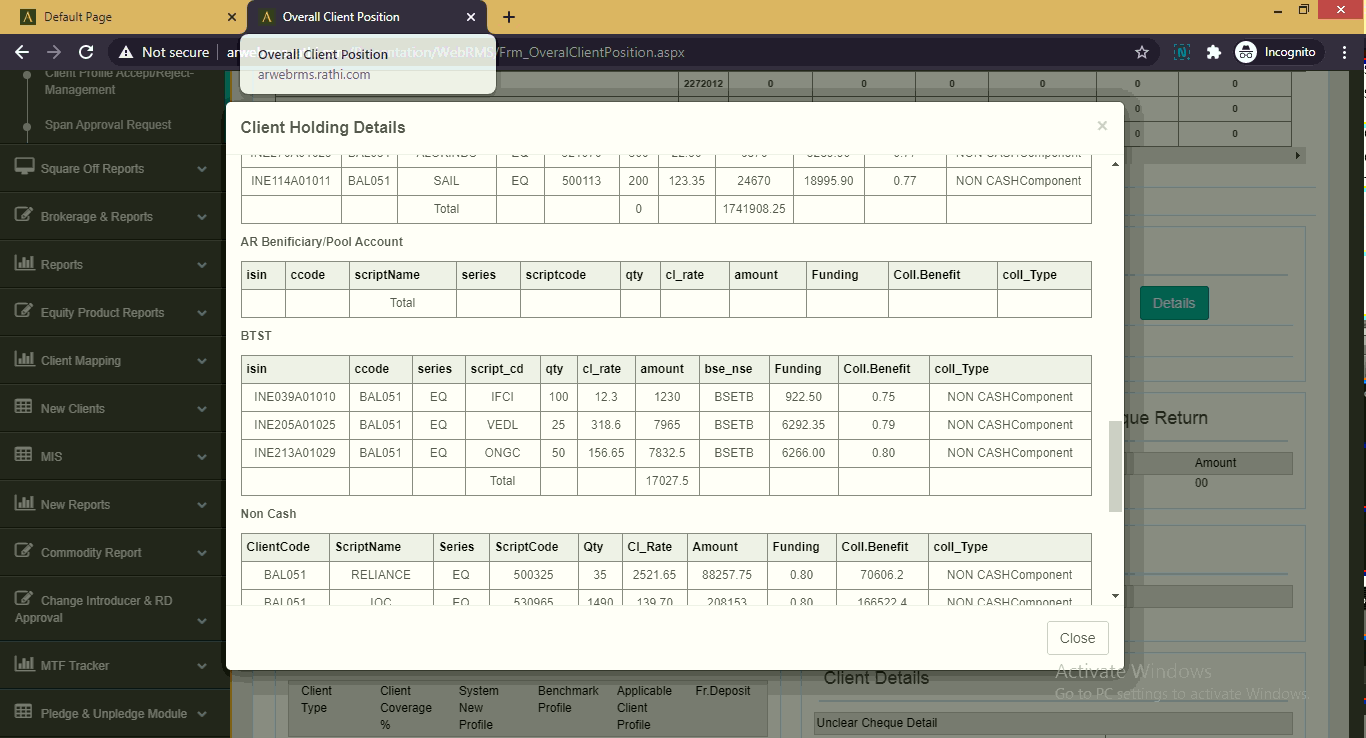 Default Page
Overall Client Position
Not secure
Frm_OveralClientPosition.aspx
Incognito
Overall Client Position
arwebrms.rathi.com
Client Profile Accept/Reject-
Management
Span Approval Request
Square Off Reports
Brokerage & Reports
Reports
Equity Product Reports
Client Mapping
New Clients
MIS
New Reports
Commodity Report
Change Introducer & RD
Approval
MTF Tracker
Pledge & Unpledge Module
2272012 0 0 0 0 0 0
0
0 0
Client Holding Details
×
INE114A01011 BAL051 SAIL EQ 500113 200 123.35 24670 18995.90 0.77 NON CASHComponent
Total 0 1741908.25
AR Benificiary/Pool Account
isin ccode scriptName series scriptcode qty cl_rate amount Funding Coll.Benefit coll_Type
Total
BTST
isin ccode series script_cd qty cl_rate amount bse_nse Funding Coll.Benefit coll_Type
INE039A01010 BAL051 EQ IFCI 100 12.3 1230 BSETB 922.50 0.75 NON CASHComponent
INE205A01025 BAL051 EQ VEDL 25 318.6 7965 BSETB 6292.35 0.79 NON CASHComponent
INE213A01029 BAL051 EQ ONGC 50 156.65 7832.5 BSETB 6266.00 0.80 NON CASHComponent
Total 17027.5
Non Cash
ClientCode ScriptName Series ScriptCode Qty Cl_Rate Amount Funding Coll.Benefit coll_Type
BAL051 RELIANCE EQ 500325 35 2521.65 88257.75 0.80 70606.2 NON CASHComponent
BAL051 IOC EQ 530965 1490 139.70 208153 0.80 166522.4 NON CASHComponent
Close
Details
que Return
Amount
00
Activate Windows
Go to PC settings to activate Windows.
Client Type
Client Coverage %
System New Profile
Benchmark Profile
Applicable Client Profile
Fr.Deposit
Client Details
Unclear Cheque Detail